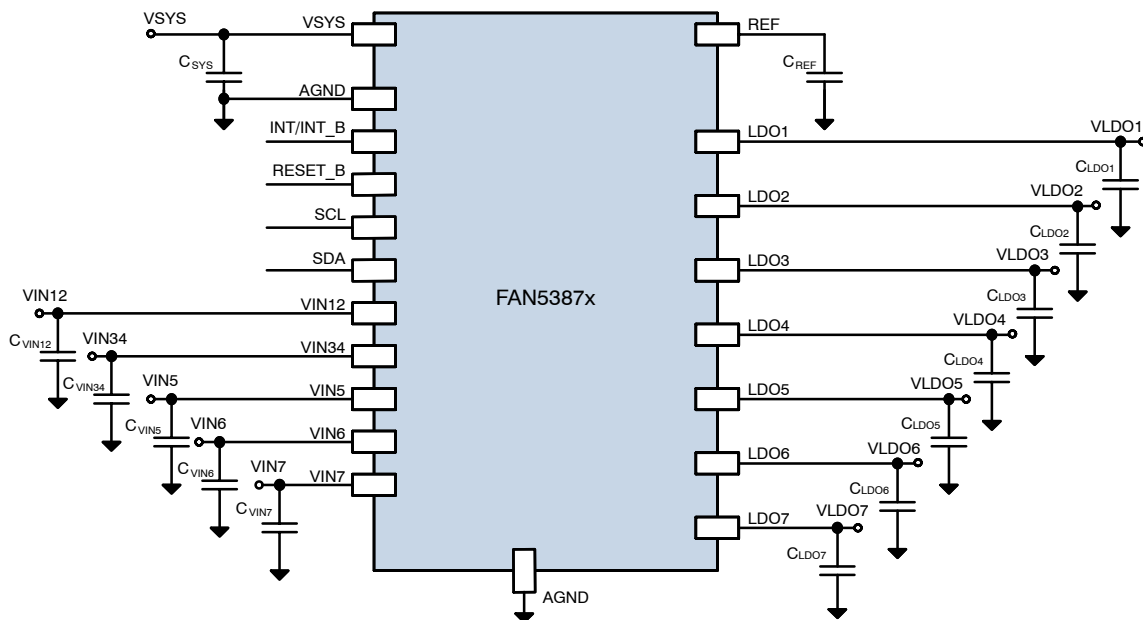 VSYS
VSYS
REF
CSYS
CREF
AGND
INT/INT_B
LDO1
VLDO1
RESET_B
CLDO1
LDO2
VLDO2
SCL
CLDO2
SDA
LDO3
VLDO3
FAN5387x
VIN12
VIN12
CLDO3
LDO4
VLDO4
CVIN12
VIN34
VIN34
CLDO4
CVIN34
VIN5
VIN5
LDO5
VLDO5
CVIN5
VIN6
VIN6
CLDO5
LDO6
VLDO6
CVIN6
VIN7
VIN7
CLDO6
CVIN7
LDO7
VLDO7
CLDO7
AGND